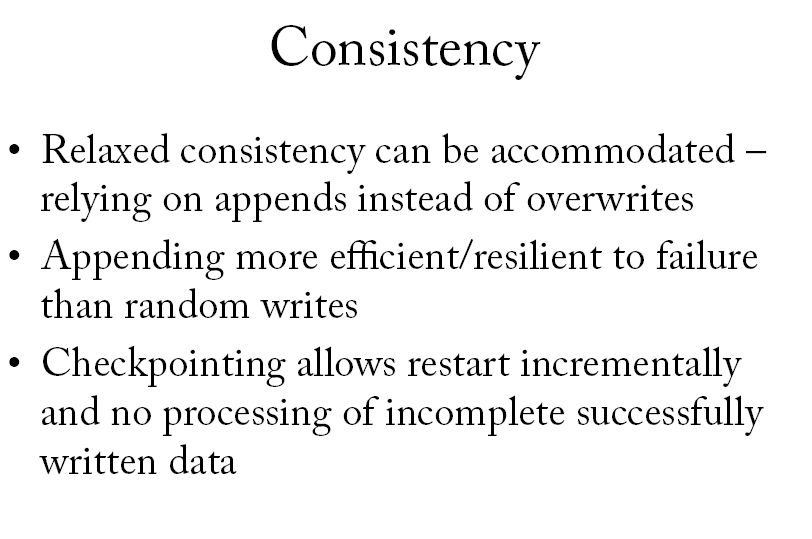 Consistency
• Relaxed consistency can be accommodated –
relying on appends instead of overwrites
• Appending more efficient/resilient to failure
than random writes
• Checkpointing allows restart incrementally
and no processing of incomplete successfully
written data